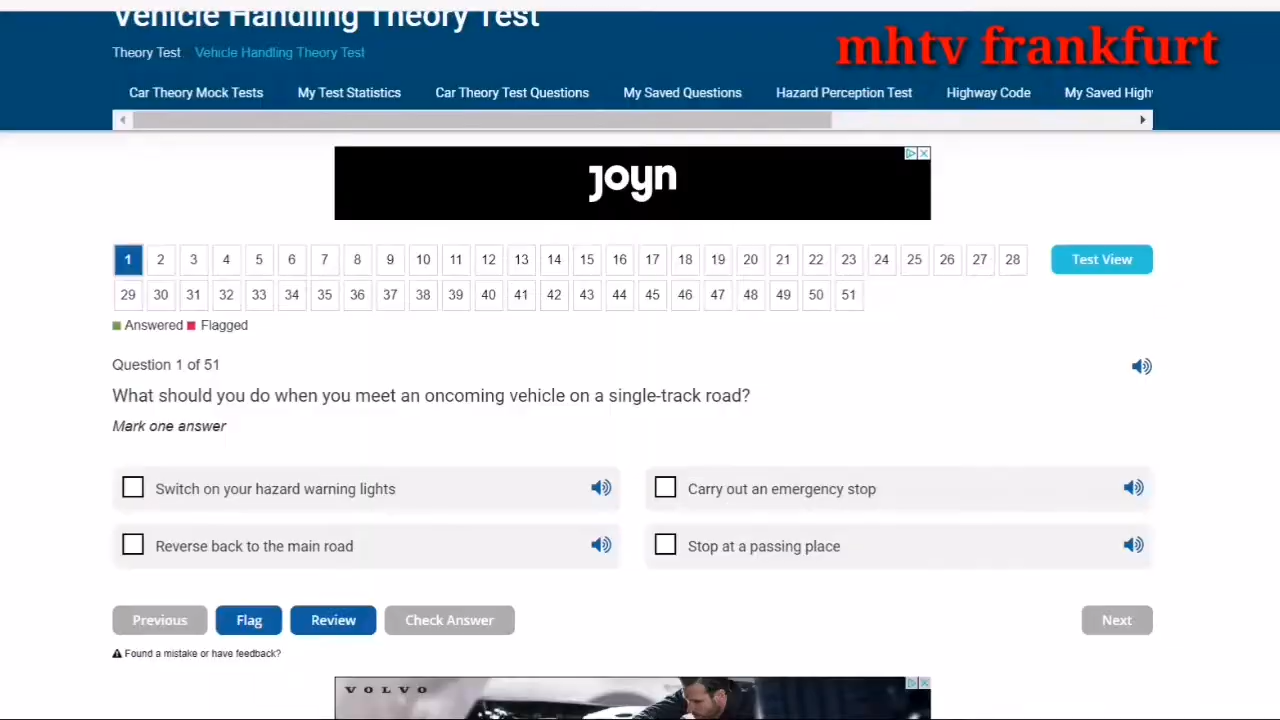 Vehicle Handling Theory Test
mhtv frankfurt
Theory Test Vehicle Handling Theory Test
Car Theory Mock Tests My Test Statistics Car Theory Test Questions My Saved Questions Hazard Perception Test Highway Code My Saved High
joyn
1 2 3 4 5 6 7 8 9 10 11 12 13 14 15 16 17 18 19 20 21 22 23 24 25 26 27 28 Test View
29 30 31 32 33 34 35 36 37 38 39 40 41 42 43 44 45 46 47 48 49 50 51
Answered Flagged
Question 1 of 51
What should you do when you meet an oncoming vehicle on a single-track road?
Mark one answer
Switch on your hazard warning lights Carry out an emergency stop
Reverse back to the main road Stop at a passing place
Previous Flag Review Check Answer Next
Found a mistake or have feedback?
VOLVO